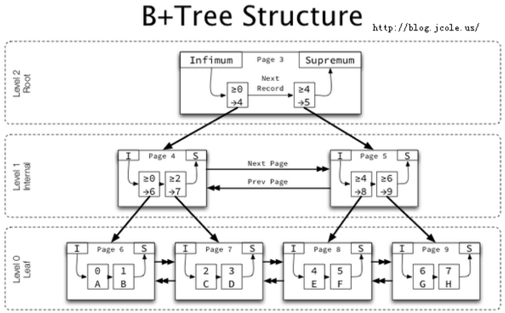 B+Tree Structure
http://blog.jcole.us/
Level 2
Root
Infimum Page 3 Supremum
Next
Record
≥0 ≥4
→4 →5
Level 1
Internal
I Page 4 S
≥0 ≥2
→6 →7
Next Page
Prev Page
I Page 5 S
≥4 ≥6
→8 →9
Level 0
Leaf
I Page 6 S
0 1
A B
I Page 7 S
2 3
C D
I Page 8 S
4 5
E F
I Page 9 S
6 7
G H